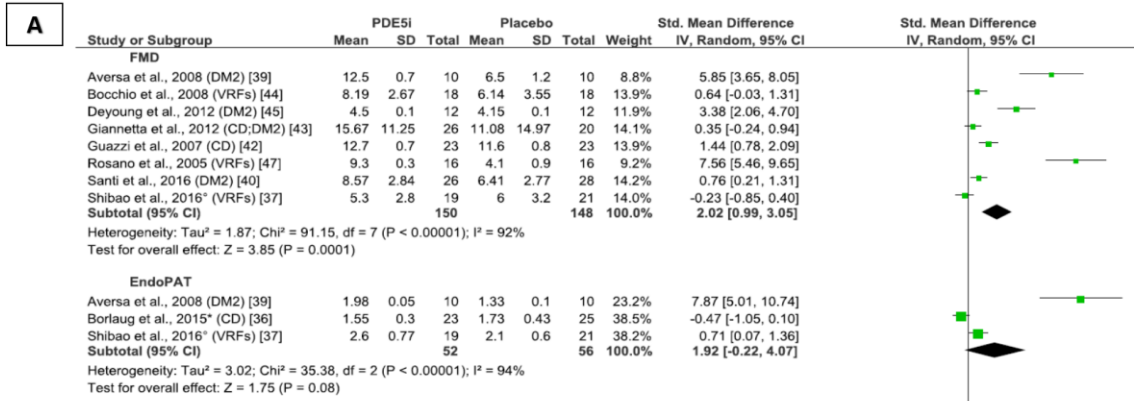 A
PDE5i Placebo Std. Mean Difference Std. Mean Difference
Study or Subgroup Mean SD Total Mean SD Total Weight IV, Random, 95% CI IV, Random, 95% CI
FMD
Aversa et al., 2008 (DM2) [39] 12.5 0.7 10 6.5 1.2 10 8.8% 5.85 [3.65, 8.05]
Bocchio et al., 2008 (VRFs) [44] 8.19 2.67 18 6.14 3.55 18 13.9% 0.64 [-0.03, 1.31]
Deyoung et al., 2012 (DM2) [45] 4.5 0.1 12 4.15 0.1 12 11.9% 3.38 [2.06, 4.70]
Giannetta et al., 2012 (CD;DM2) [43] 15.67 11.25 26 11.08 14.97 20 14.1% 0.35 [-0.24, 0.94]
Guazzi et al., 2007 (CD) [42] 12.7 0.7 23 11.6 0.8 23 13.9% 1.44 [0.78, 2.09]
Rosano et al., 2005 (VRFs) [47] 9.3 0.3 16 4.1 0.9 16 9.2% 7.56 [5.46, 9.65]
Santi et al., 2016 (DM2) [40] 8.57 2.84 26 6.41 2.77 28 14.2% 0.76 [0.21, 1.31]
Shibao et al., 2016° (VRFs) [37] 5.3 2.8 19 6 3.2 21 14.0% -0.23 [-0.85, 0.40]
Subtotal (95% CI) 150 148 100.0% 2.02 [0.99, 3.05]
Heterogeneity: Tau² = 1.87; Chi² = 91.15, df = 7 (P < 0.00001); I² = 92%
Test for overall effect: Z = 3.85 (P = 0.0001)
EndoPAT
Aversa et al., 2008 (DM2) [39] 1.98 0.05 10 1.33 0.1 10 23.2% 7.87 [5.01, 10.74]
Borlaug et al., 2015* (CD) [36] 1.55 0.3 23 1.73 0.43 25 38.5% -0.47 [-1.05, 0.10]
Shibao et al., 2016° (VRFs) [37] 2.6 0.77 19 2.1 0.6 21 38.2% 0.71 [0.07, 1.36]
Subtotal (95% CI) 52 56 100.0% 1.92 [-0.22, 4.07]
Heterogeneity: Tau² = 3.02; Chi² = 35.38, df = 2 (P < 0.00001); I² = 94%
Test for overall effect: Z = 1.75 (P = 0.08)